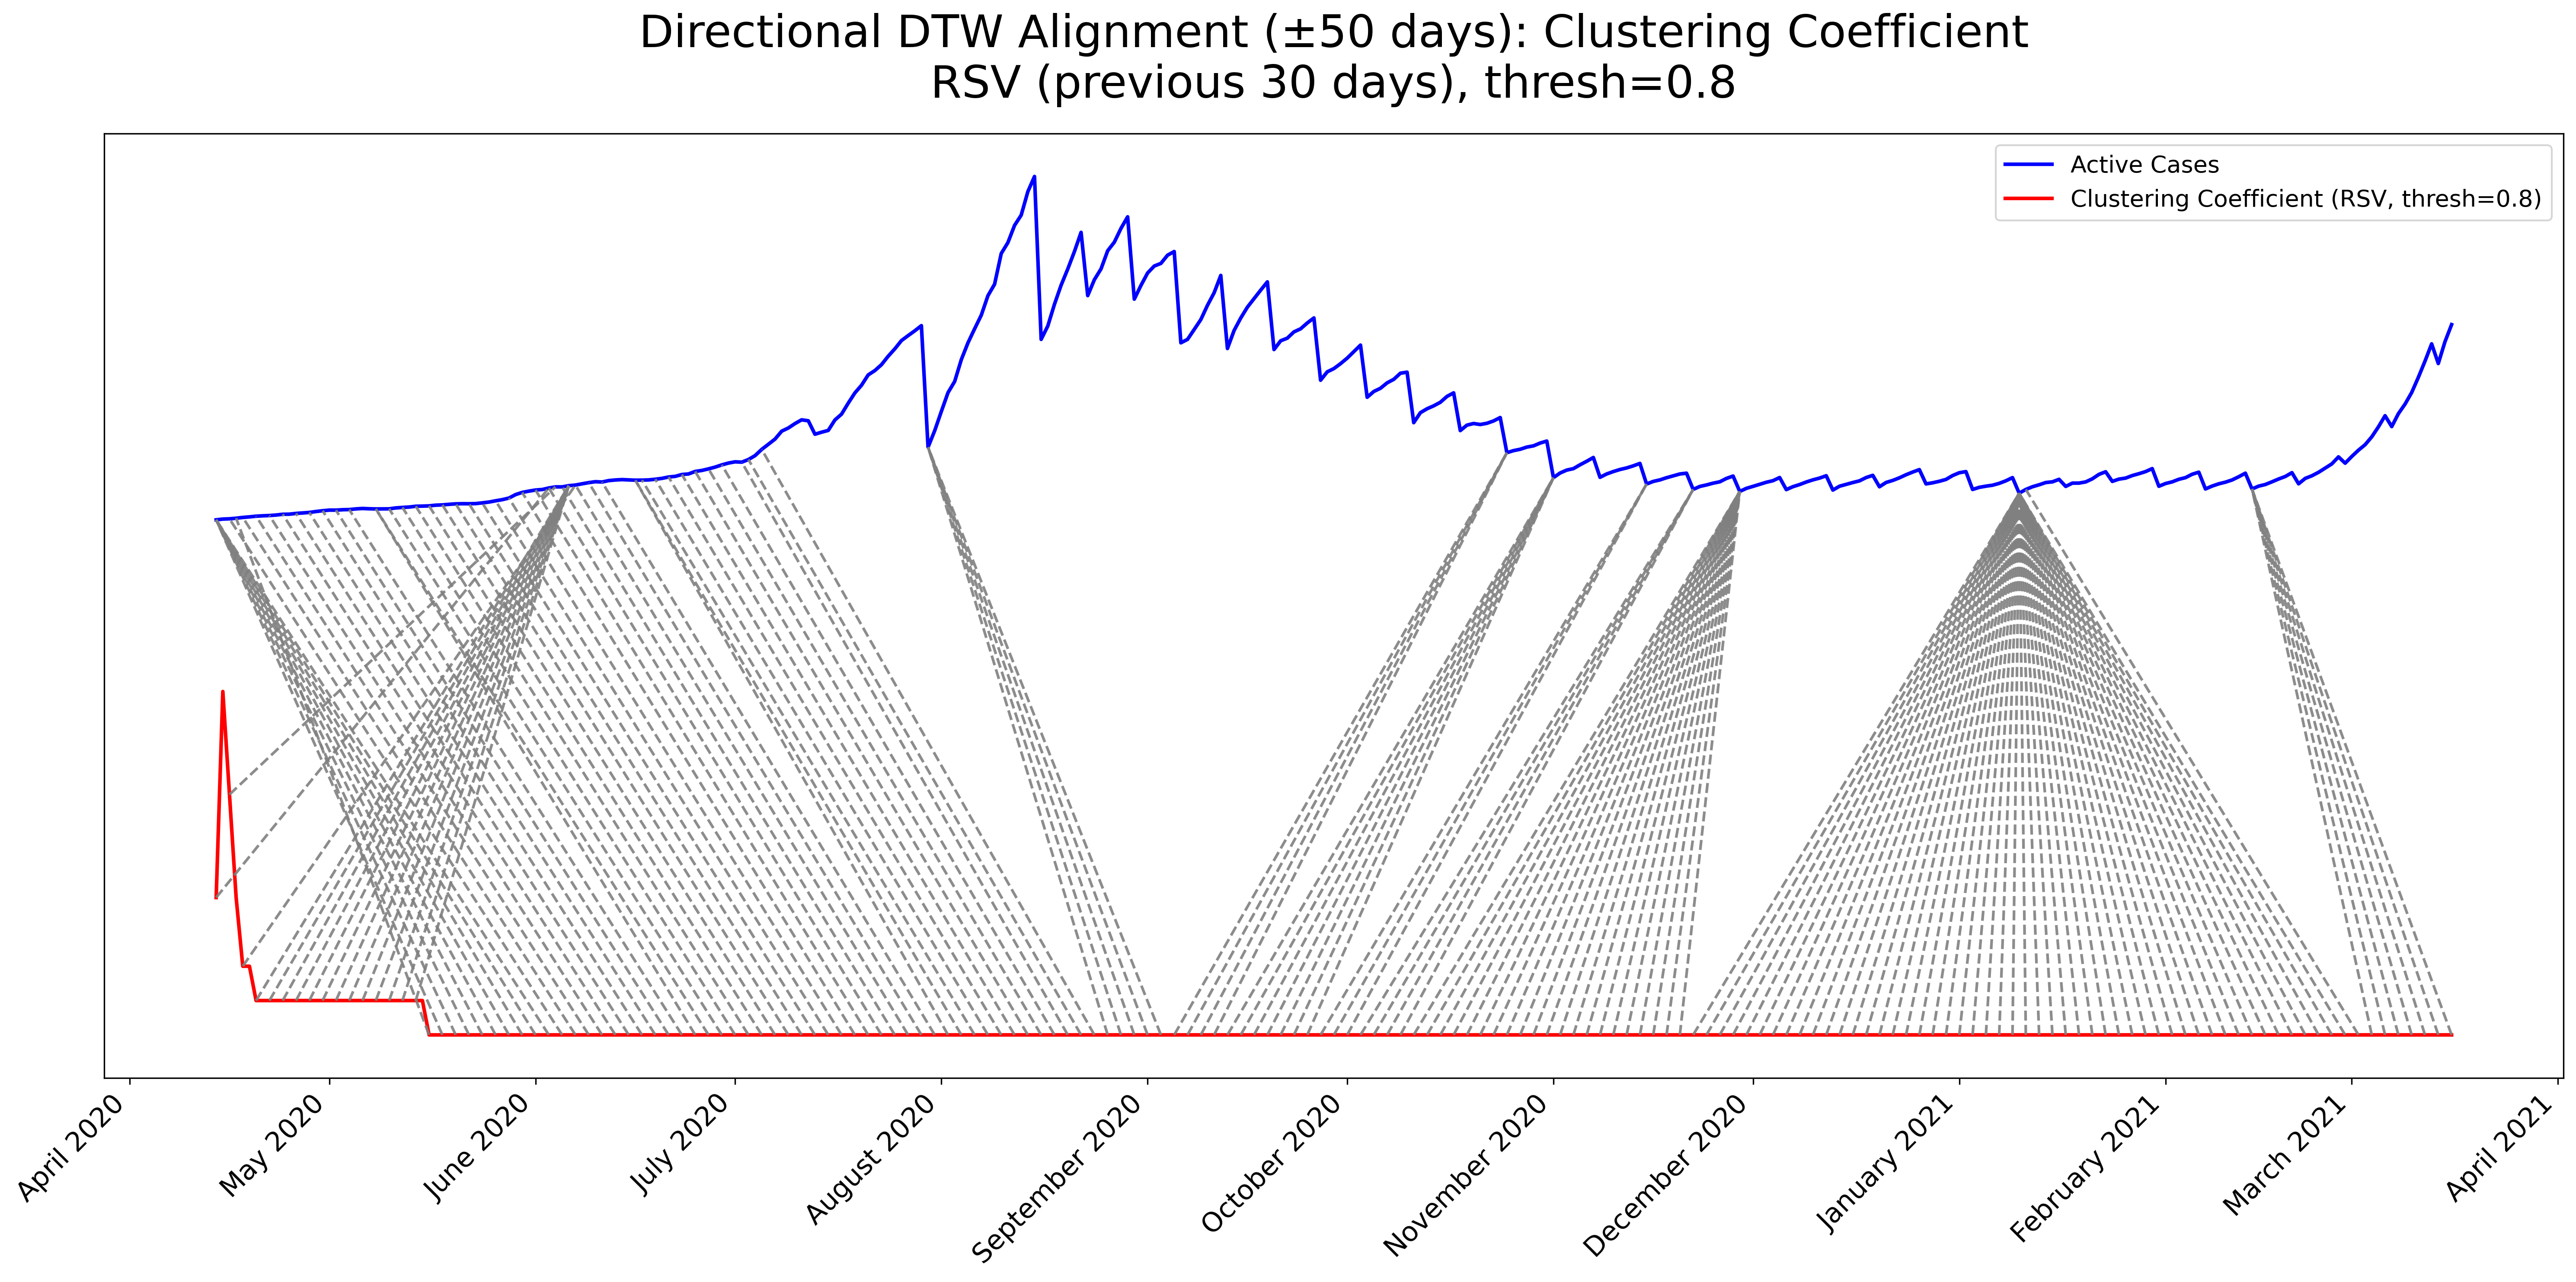 Directional DTW Alignment (±50 days): Clustering Coefficient
RSV (previous 30 days), thresh=0.8
Active Cases
Clustering Coefficient (RSV, thresh=0.8)
April 2020
May 2020
June 2020
July 2020
August 2020
September 2020
October 2020
November 2020
December 2020
January 2021
February 2021
March 2021
April 2021